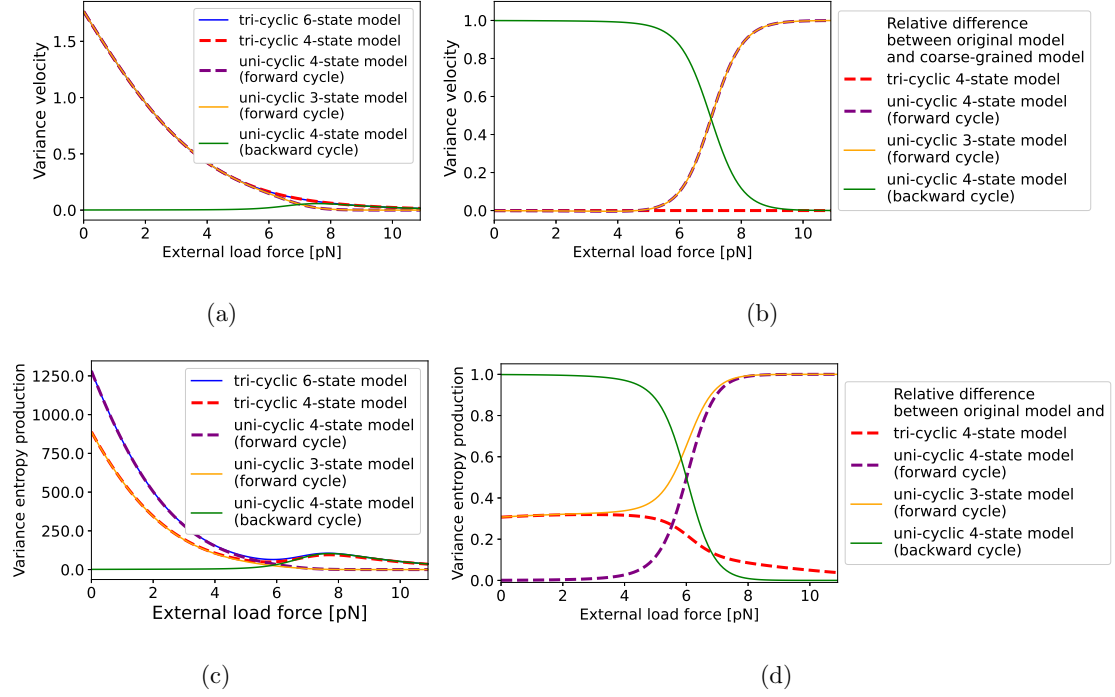 Variance velocity
1.5
1.0
0.5
0.0
0
2
4
6
8
10
External load force [pN]
tri-cyclic 6-state model
tri-cyclic 4-state model
uni-cyclic 4-state model
(forward cycle)
uni-cyclic 3-state model
(forward cycle)
uni-cyclic 4-state model
(backward cycle)
(a)
Variance velocity
1.0
0.8
0.6
0.4
0.2
0.0
0
2
4
6
8
10
External load force [pN]
Relative difference
between original model
and coarse-grained model
tri-cyclic 4-state model
uni-cyclic 4-state model
(forward cycle)
uni-cyclic 3-state model
(forward cycle)
uni-cyclic 4-state model
(backward cycle)
(b)
Variance entropy production
1250.0
1000.0
750.0
500.0
250.0
0.0
0
2
4
6
8
10
External load force [pN]
tri-cyclic 6-state model
tri-cyclic 4-state model
uni-cyclic 4-state model
(forward cycle)
uni-cyclic 3-state model
(forward cycle)
uni-cyclic 4-state model
(backward cycle)
(c)
Variance entropy production
1.0
0.8
0.6
0.4
0.2
0.0
0
2
4
6
8
10
External load force [pN]
Relative difference
between original model and
tri-cyclic 4-state model
uni-cyclic 4-state model
(forward cycle)
uni-cyclic 3-state model
(forward cycle)
uni-cyclic 4-state model
(backward cycle)
(d)